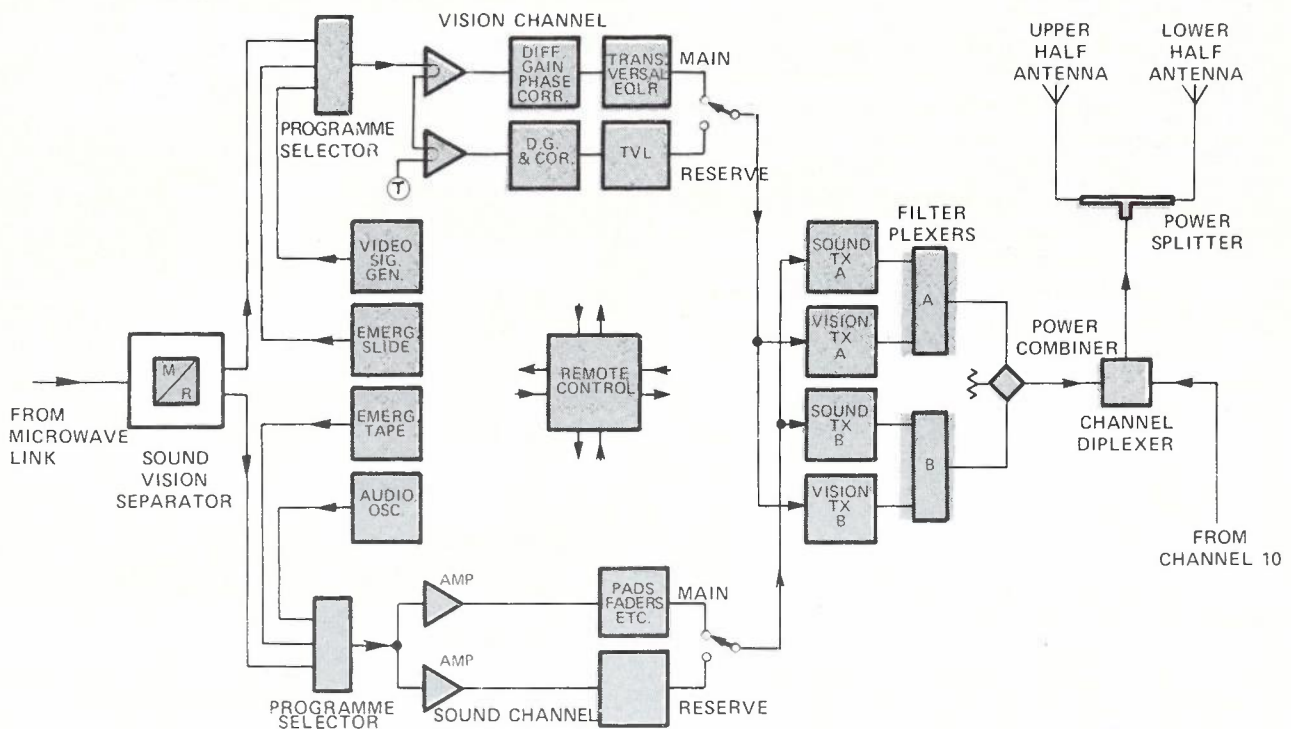 VISION CHANNEL
DIFF.
GAIN
PHASE
CORR.
TRANS.
VERSAL
EQLR
MAIN
PROGRAMME
SELECTOR
T
D.G.
& COR.
TVL
RESERVE
UPPER
HALF
ANTENNA
LOWER
HALF
ANTENNA
POWER
SPLITTER
VIDEO
SIG.
GEN.
EMERG
SLIDE
EMERG.
TAPE
AUDIO
OSC.
M
R
FROM
MICROWAVE
LINK
SOUND
VISION
SEPARATOR
REMOTE
CONTROL
SOUND
TX
A
VISION
TX
A
SOUND
TX
B
VISION
TX
B
FILTER
PLEXERS
A
B
POWER
COMBINER
CHANNEL
DIPLEXER
FROM
CHANNEL 10
PROGRAMME
SELECTOR
AMP
AMP
PADS
FADERS
ETC.
MAIN
SOUND CHANNEL
RESERVE